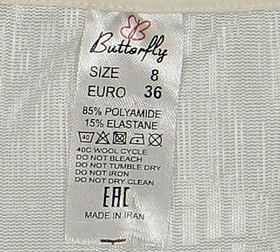 Butterfly
SIZE 8
EURO 36
85% POLYAMIDE
15% ELASTANE
40
40C WOOL CYCLE
DO NOT BLEACH
DO NOT TUMBLE DRY
DO NOT IRON
DO NOT DRY CLEAN
EAC
MADE IN IRAN